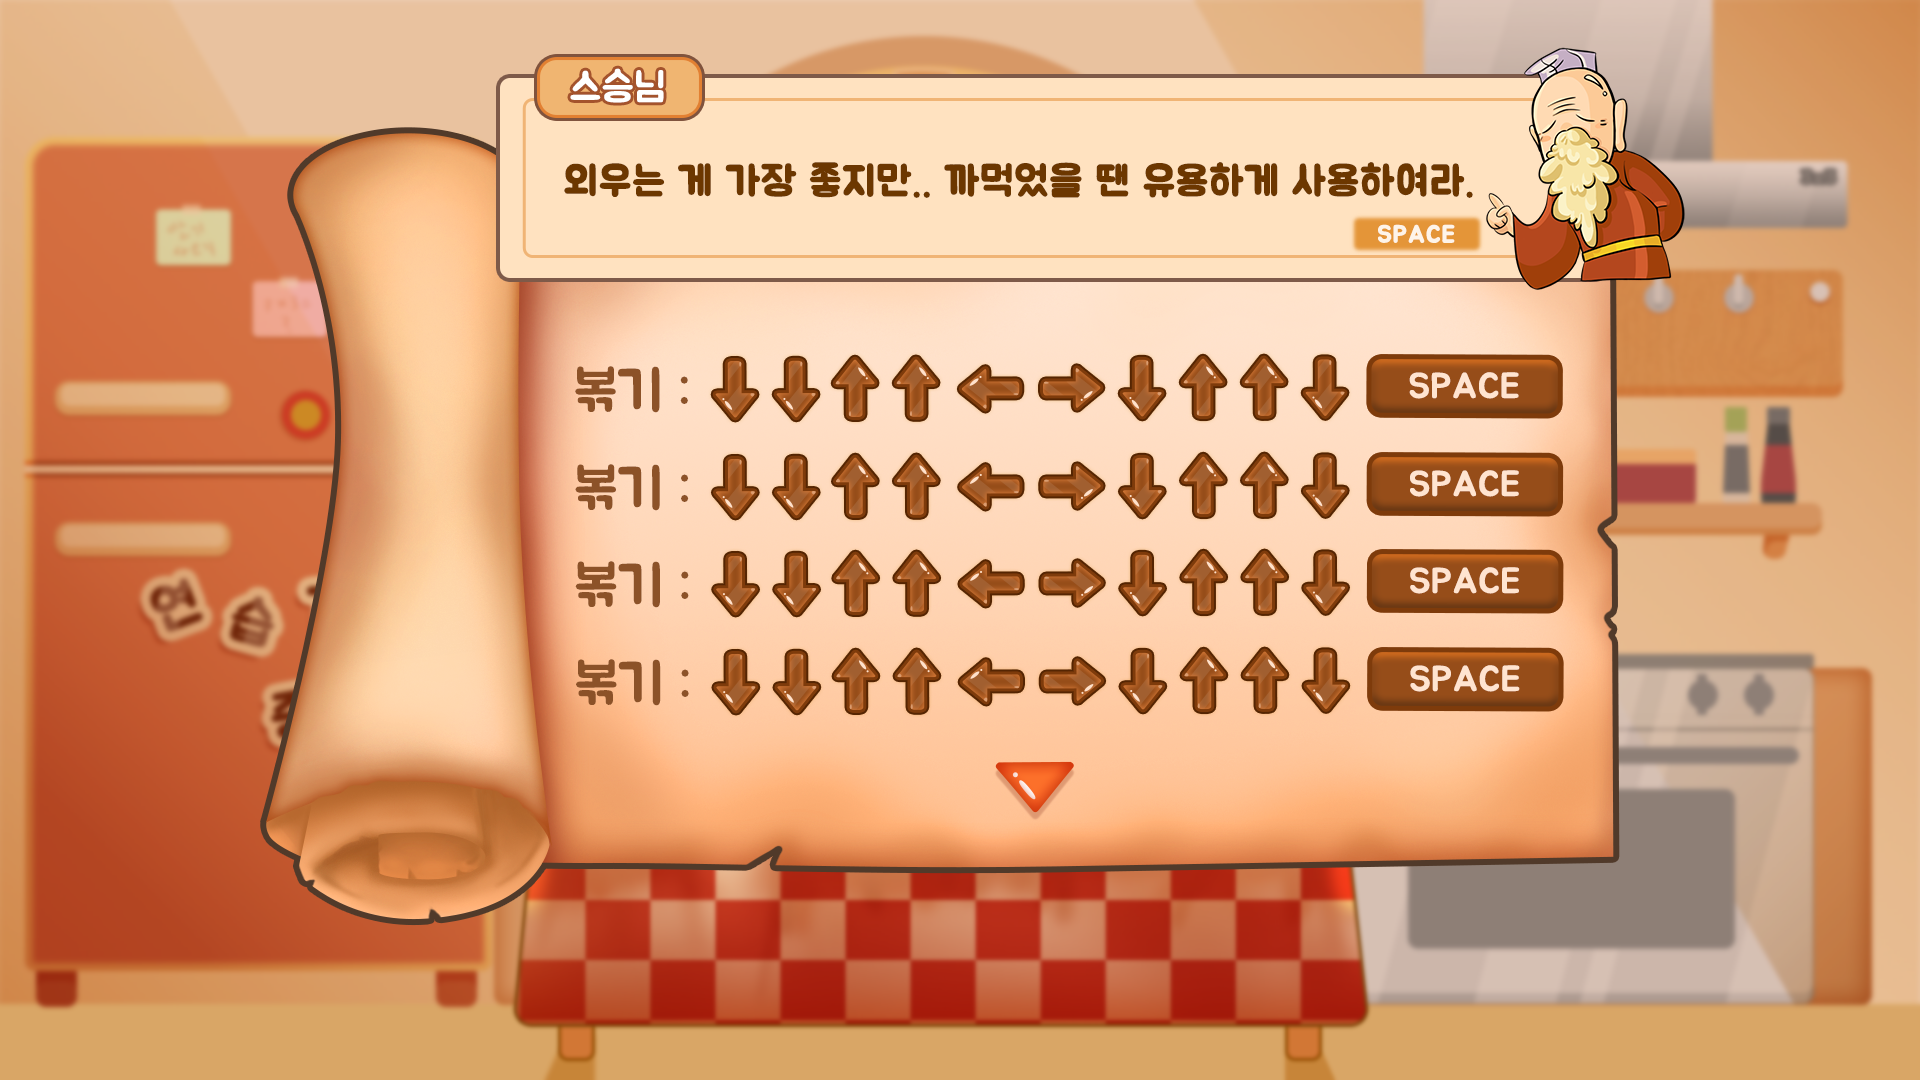 스승님
외우는 게 가장 좋지만.. 까먹었을 땐 유용하게 사용하여라.
SPACE
볶기 : ↓ ↓ ↑ ↑ ← → ↓ ↑ ↑ ↓ SPACE
볶기 : ↓ ↓ ↑ ↑ ← → ↓ ↑ ↑ ↓ SPACE
볶기 : ↓ ↓ ↑ ↑ ← → ↓ ↑ ↑ ↓ SPACE
볶기 : ↓ ↓ ↑ ↑ ← → ↓ ↑ ↑ ↓ SPACE